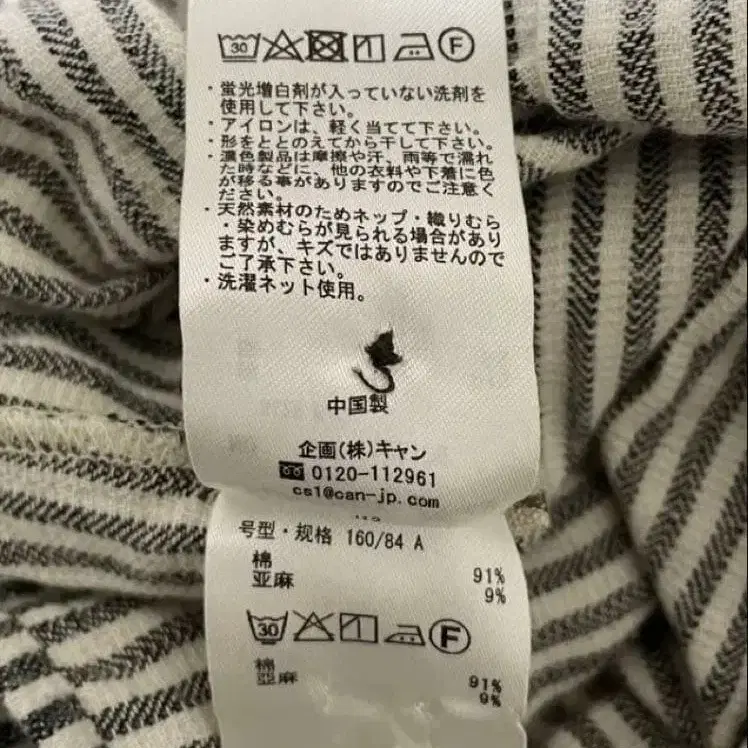 30 F
・蛍光増白剤が入っていない洗剤を
使用して下さい。
・アイロンは、軽く当てて下さい。
・形をととのえてから干して下さい。
・濃色製品は摩擦や汗、雨等で濡れ
た時などに、他の衣料や下着に色
が移る事がありますのでご注意く
ださい。
・天然素材のためネップ・織りむら
・染めむらが見られる場合があり
ますが、キズではありませんので
ご了承下さい。
・洗濯ネット使用。
中国製
企画(株)キャン
0120-112961
cs1@can-jp.com
号型・规格 160/84 A
棉 91%
亚麻 9%
30 F
棉 91%
亚麻 9%